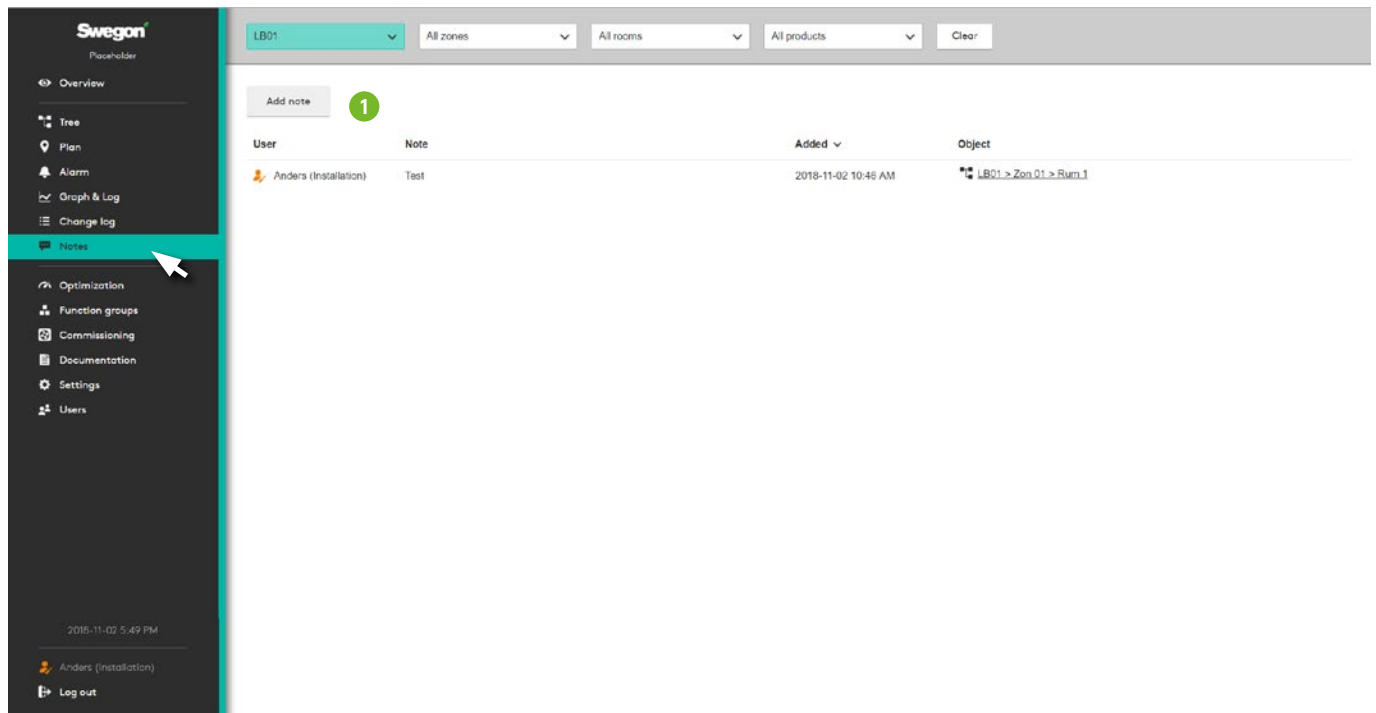 Swegon
Placeholder
Overview
Tree
Plan
Alarm
Graph & Log
Change log
Notes
Optimization
Function groups
Commissioning
Documentation
Settings
Users
2018-11-02 5:49 PM
Anders (Installation)
Log out
LB01 All zones All rooms All products Clear
Add note 1
User Note Added Object
Anders (Installation) Test 2018-11-02 10:46 AM LB01 > Zon 01 > Rum 1